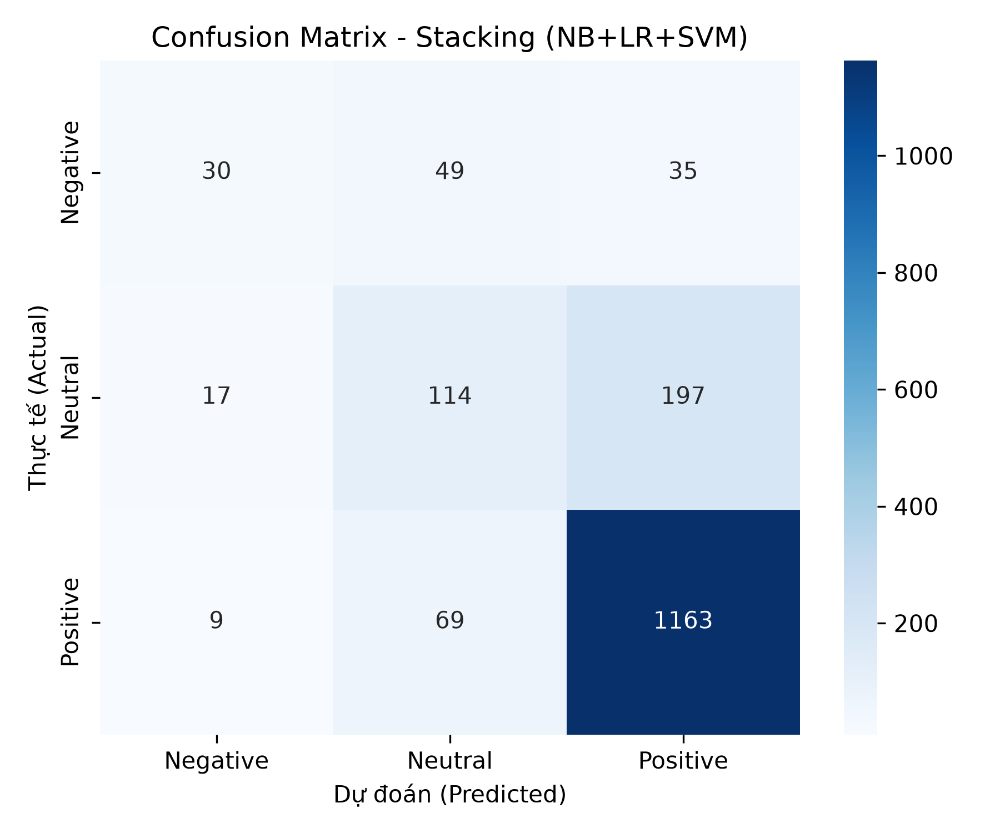 Confusion Matrix - Stacking (NB+LR+SVM)
Thực tế (Actual)
Negative
30 49 35
Neutral
17 114 197
Positive
9 69 1163
Negative Neutral Positive
Dự đoán (Predicted)
1000
800
600
400
200